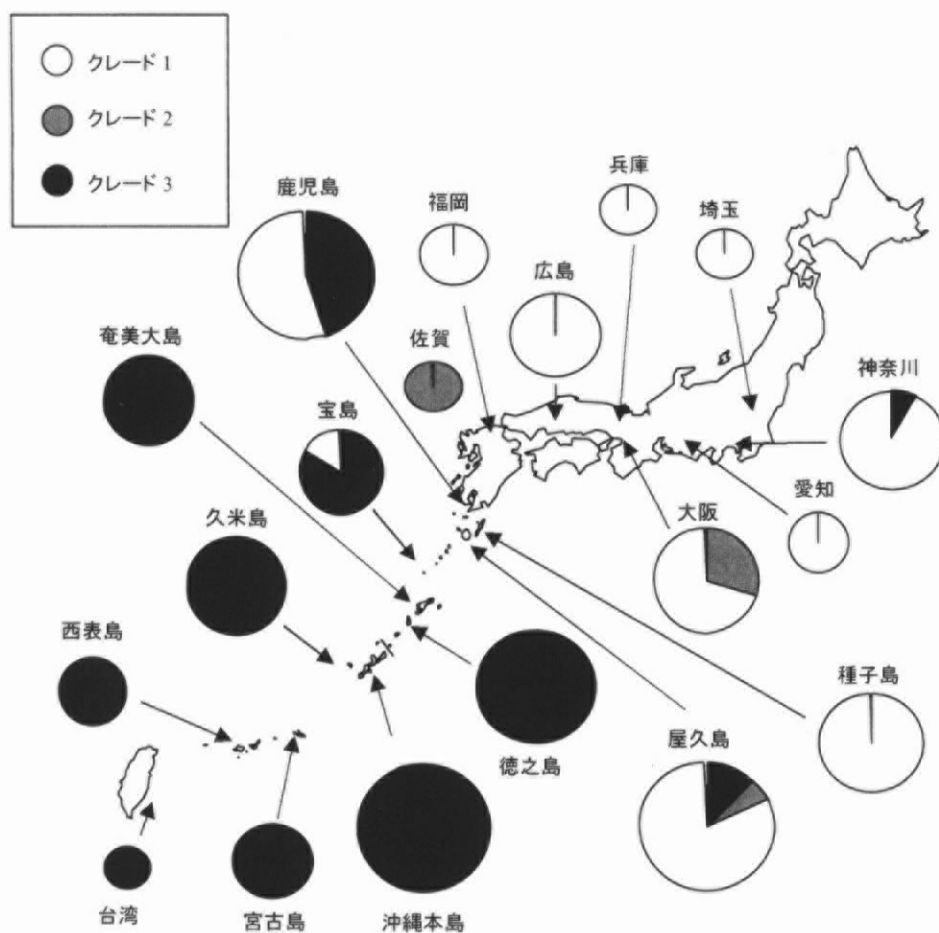 クレード 1
クレード 2
クレード 3
兵庫
鹿児島
福岡
埼玉
広島
奄美大島
佐賀
神奈川
宝島
愛知
久米島
大阪
西表島
種子島
屋久島
徳之島
台湾
宮古島
沖縄本島